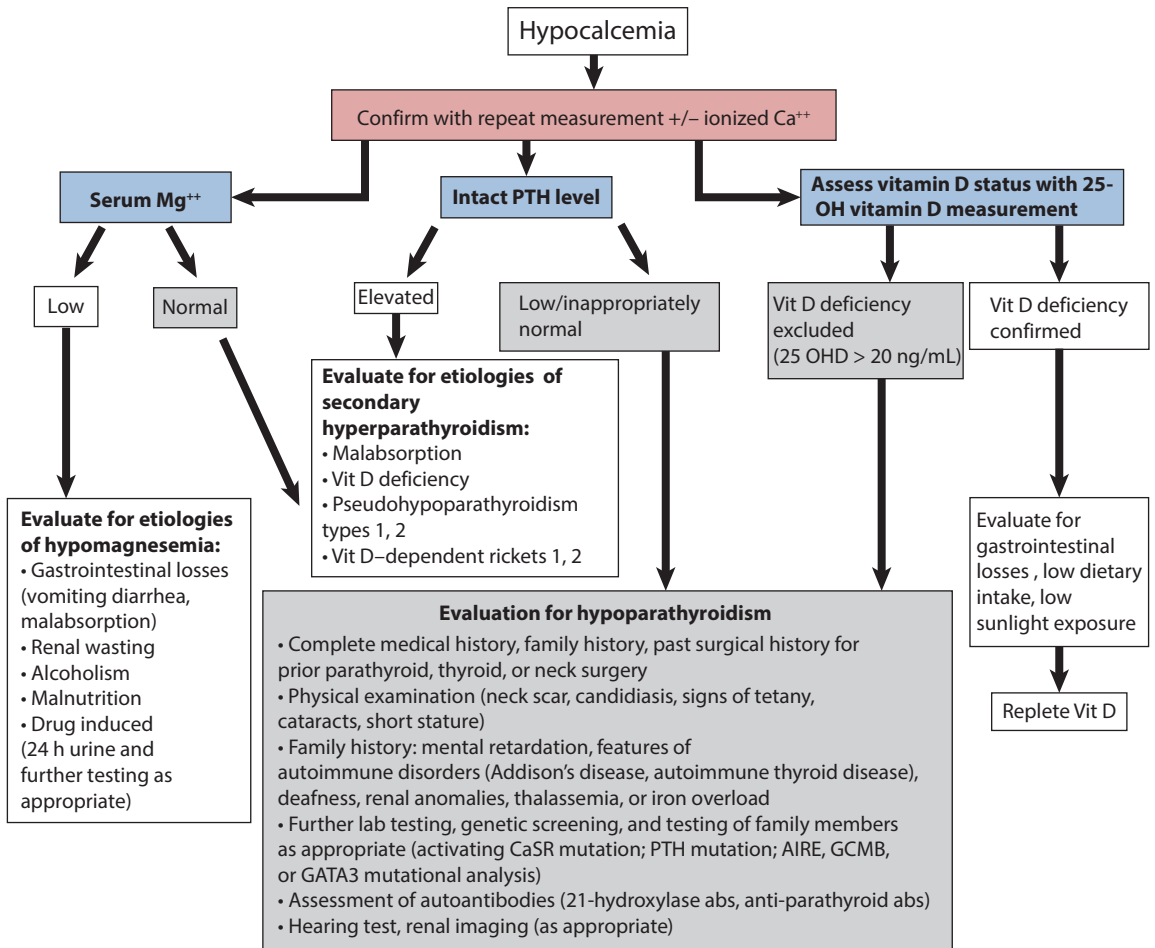 Hypocalcemia
Confirm with repeat measurement +/– ionized Ca⁺⁺
Serum Mg⁺⁺
Intact PTH level
Assess vitamin D status with 25-
OH vitamin D measurement
Low
Normal
Elevated
Low/inappropriately
normal
Vit D deficiency
excluded
(25 OHD > 20 ng/mL)
Vit D deficiency
confirmed
Evaluate for etiologies of
secondary
hyperparathyroidism:
• Malabsorption
• Vit D deficiency
• Pseudohypoparathyroidism
types 1, 2
• Vit D–dependent rickets 1, 2
Evaluate for etiologies
of hypomagnesemia:
• Gastrointestinal losses
(vomiting diarrhea,
malabsorption)
• Renal wasting
• Alcoholism
• Malnutrition
• Drug induced
(24 h urine and
further testing as
appropriate)
Evaluate for
gastrointestinal
losses , low dietary
intake, low
sunlight exposure
Replete Vit D
Evaluation for hypoparathyroidism
• Complete medical history, family history, past surgical history for
prior parathyroid, thyroid, or neck surgery
• Physical examination (neck scar, candidiasis, signs of tetany,
cataracts, short stature)
• Family history: mental retardation, features of
autoimmune disorders (Addison's disease, autoimmune thyroid disease),
deafness, renal anomalies, thalassemia, or iron overload
• Further lab testing, genetic screening, and testing of family members
as appropriate (activating CaSR mutation; PTH mutation; AIRE, GCMB,
or GATA3 mutational analysis)
• Assessment of autoantibodies (21-hydroxylase abs, anti-parathyroid abs)
• Hearing test, renal imaging (as appropriate)